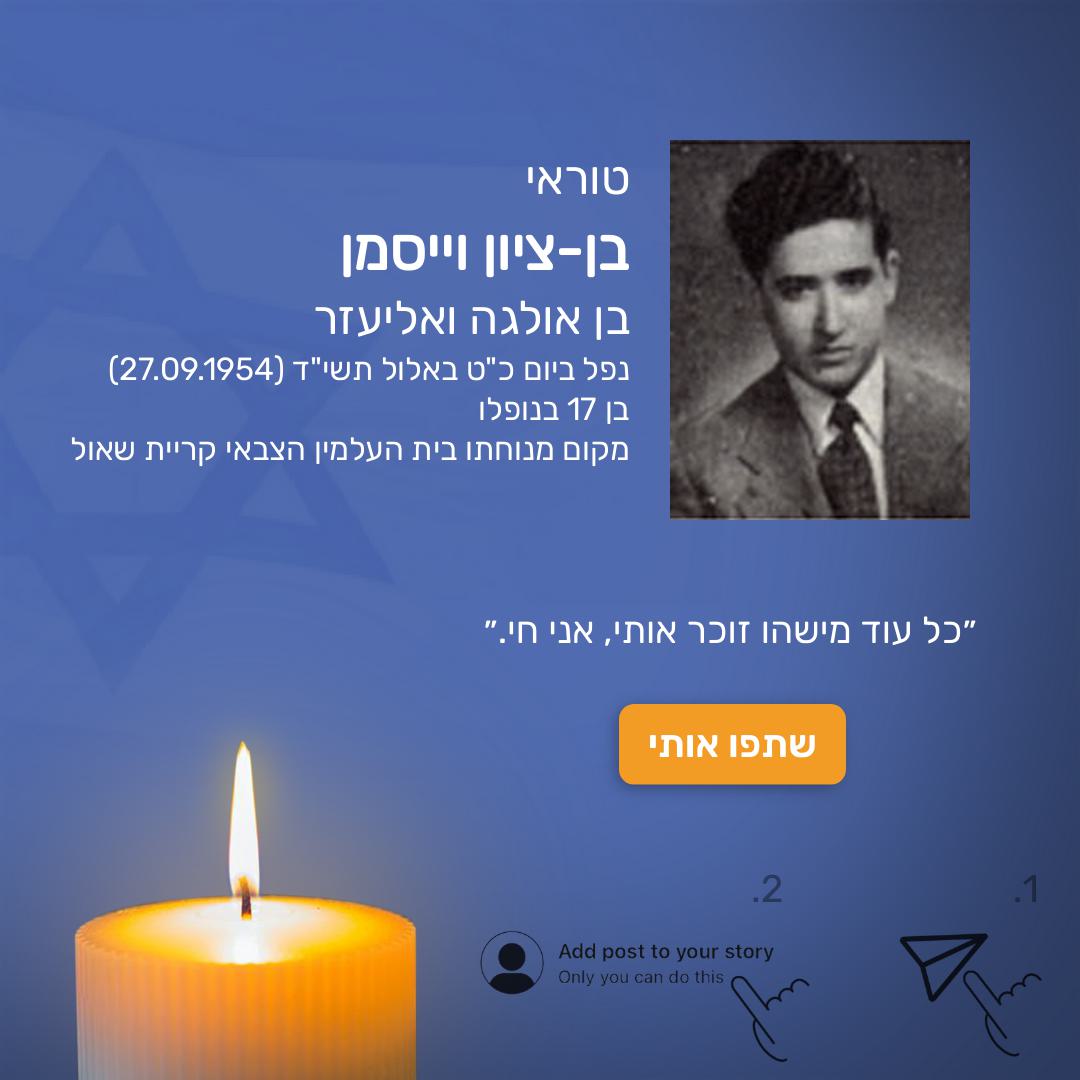 טוראי
בן-ציון וייסמן
בן אולגה ואליעזר
נפל ביום כ"ט באלול תשי"ד (27.09.1954)
בן 17 בנופלו
מקום מנוחתו בית העלמין הצבאי קריית שאול
״כל עוד מישהו זוכר אותי, אני חי.״
שתפו אותי
.1
.2
Add post to your story
Only you can do this